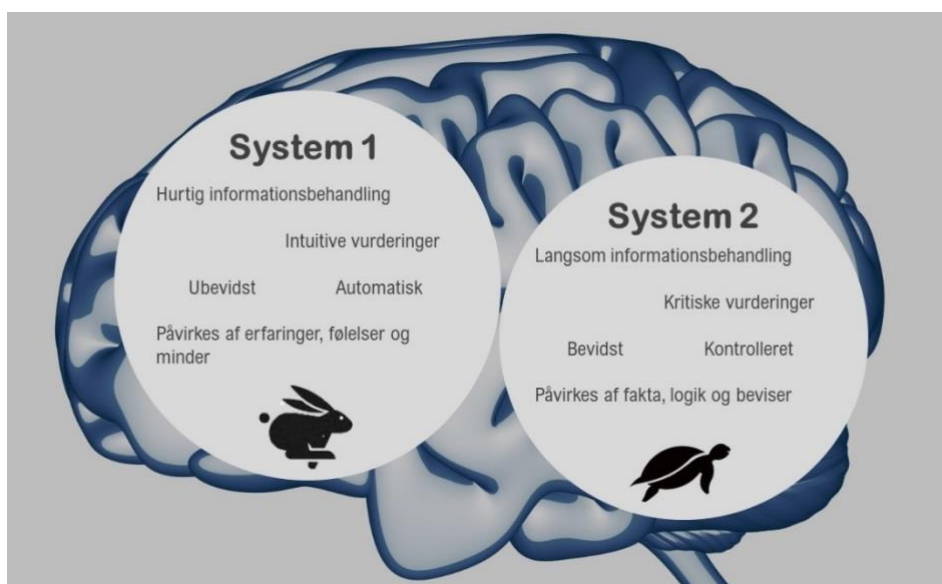 System 1
Hurtig informationsbehandling
Intuitive vurderinger
Ubevidst Automatisk
Påvirkes af erfaringer, følelser og
minder
System 2
Langsom informationsbehandling
Kritiske vurderinger
Bevidst Kontrolleret
Påvirkes af fakta, logik og beviser